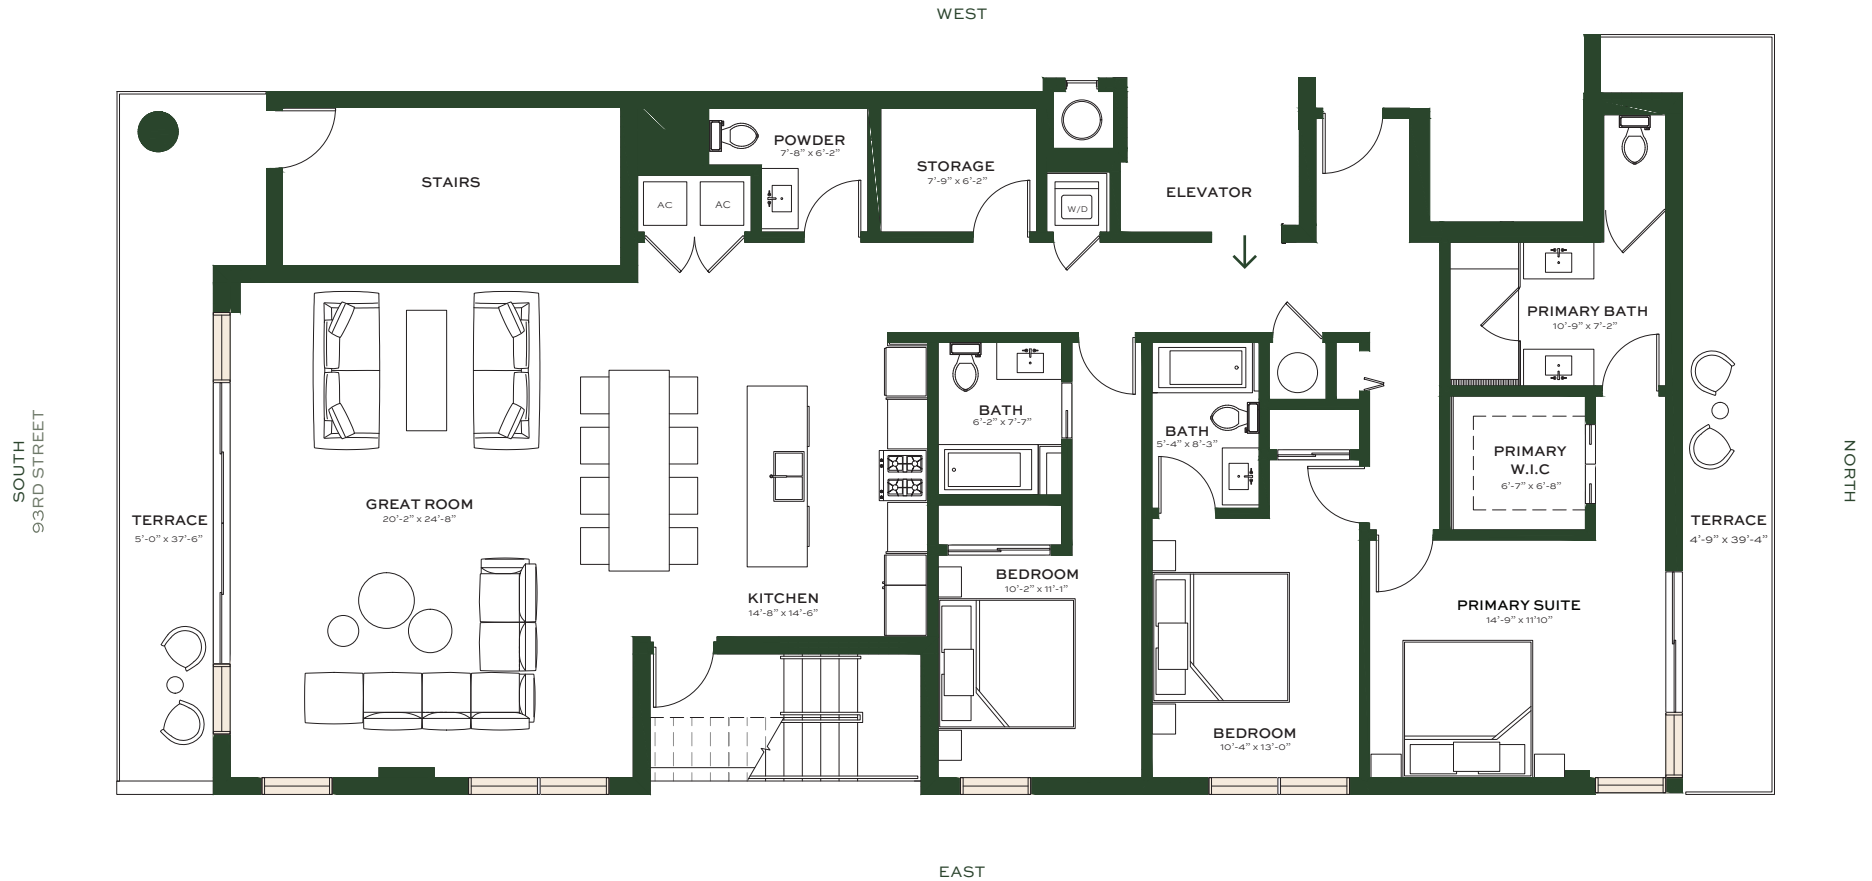 WEST
SOUTH
93RD STREET
STAIRS
AC
AC
POWDER
7'-8" x 6'-2"
STORAGE
7'-9" x 6'-2"
W/D
ELEVATOR
PRIMARY BATH
10'-9" x 7'-2"
BATH
6'-2" x 7'-7"
BATH
5'-4" x 8'-3"
PRIMARY
W.I.C
6'-7" x 6'-8"
TERRACE
5'-0" x 37'-6"
GREAT ROOM
20'-2" x 24'-8"
KITCHEN
14'-8" x 14'-6"
BEDROOM
10'-2" x 11'-1"
BEDROOM
10'-4" x 13'-0"
PRIMARY SUITE
14'-9" x 11'10"
TERRACE
4'-9" x 39'-4"
NORTH
EAST